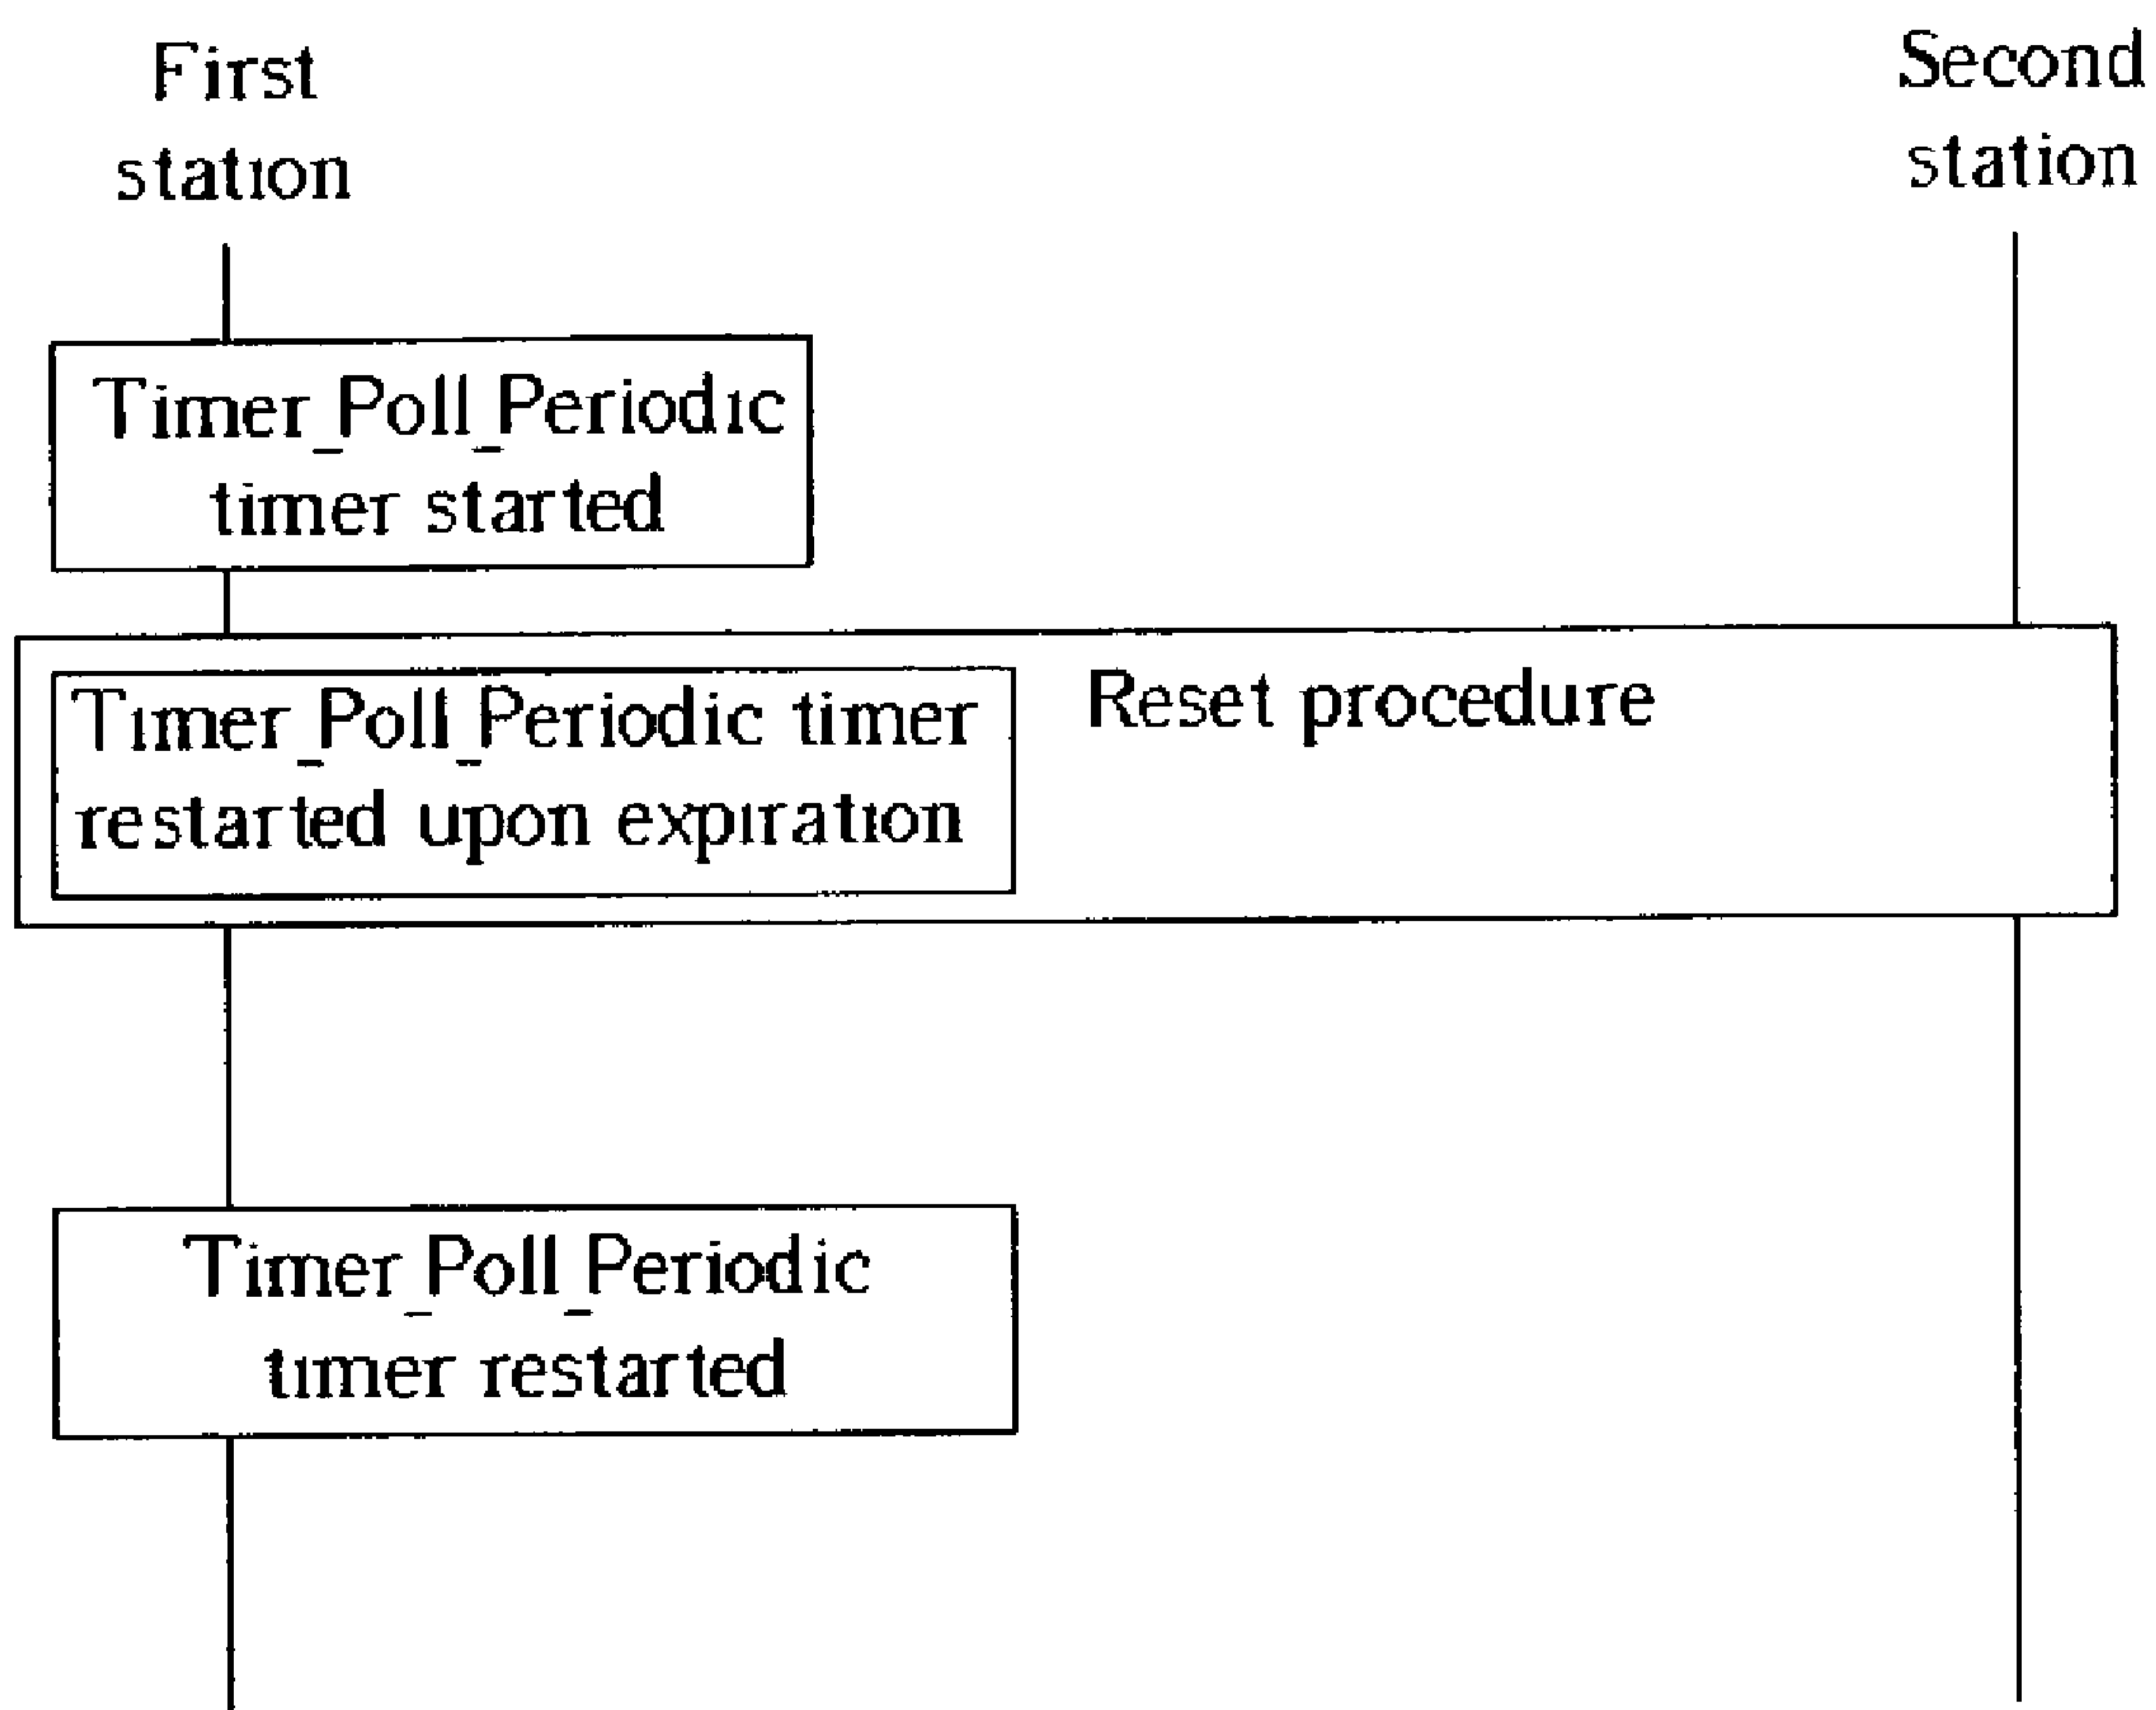 First
station
Second
station
Timer_Poll_Periodic
timer started
Timer_Poll_Periodic timer
restarted upon expiration
Reset procedure
Timer_Poll_Periodic
timer restarted